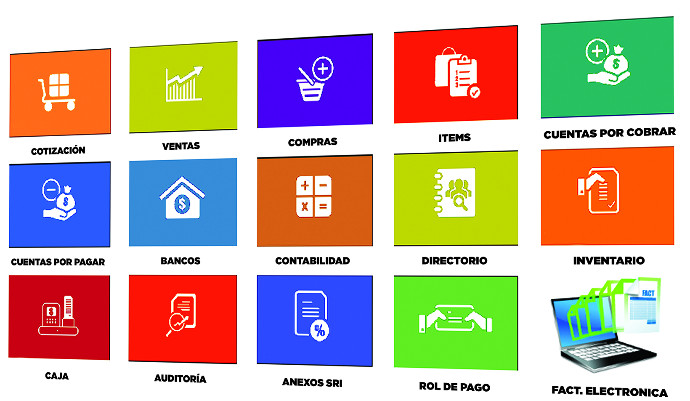 COTIZACIÓN
VENTAS
COMPRAS
ITEMS
CUENTAS POR COBRAR
CUENTAS POR PAGAR
BANCOS
CONTABILIDAD
DIRECTORIO
INVENTARIO
CAJA
AUDITORÍA
ANEXOS SRI
ROL DE PAGO
FACT
FACT. ELECTRONICA